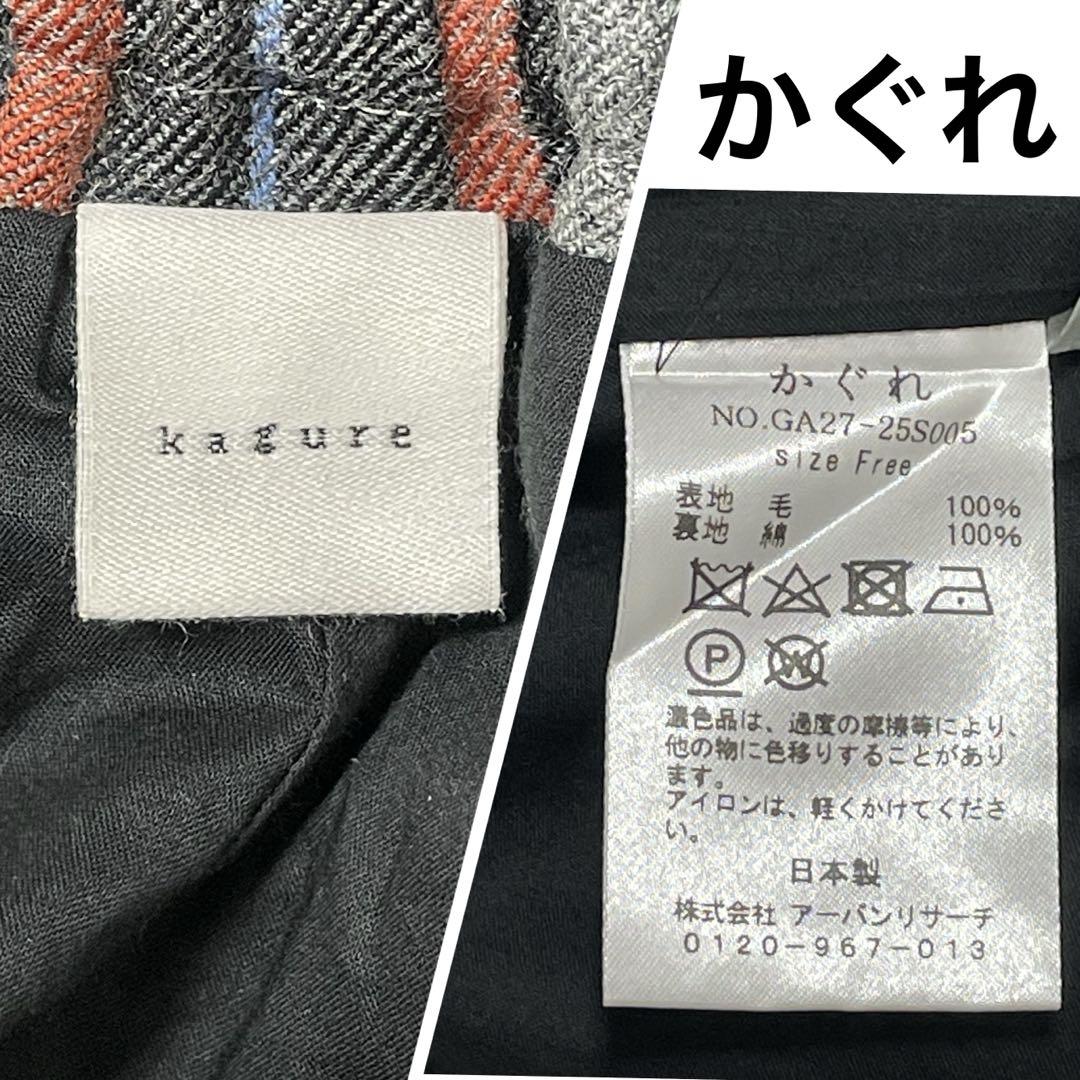 かぐれ
kagure
かぐれ
NO.GA27-25S005
size Free
表地 毛 100%
裏地 綿 100%
P
W
濃色品は、過度の摩擦等により、
他の物に色移りすることがあり
ます。
アイロンは、軽くかけてくださ
い。
日本製
株式会社 アーバンリサーチ
0120-967-013